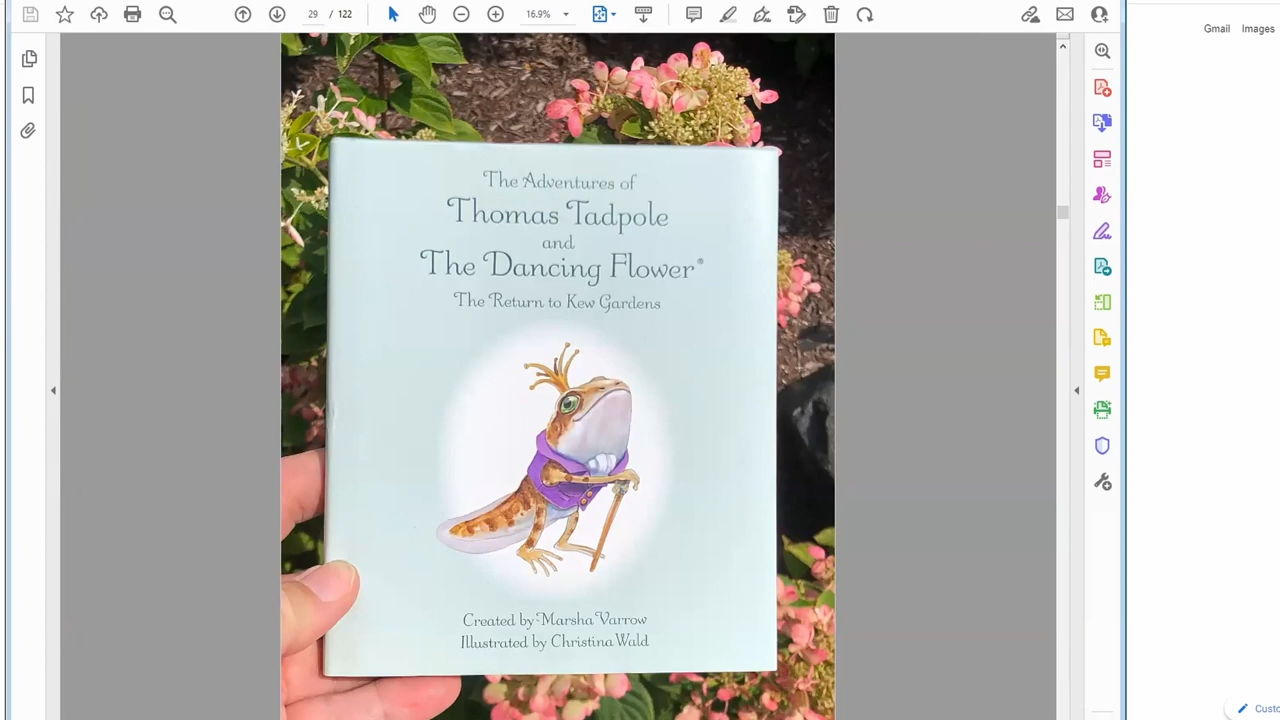 29 / 122
16.9%
Gmail Images
The Adventures of
Thomas Tadpole
and
The Dancing Flower®
The Return to Kew Gardens
Created by Marsha Varrow
Illustrated by Christina Wald